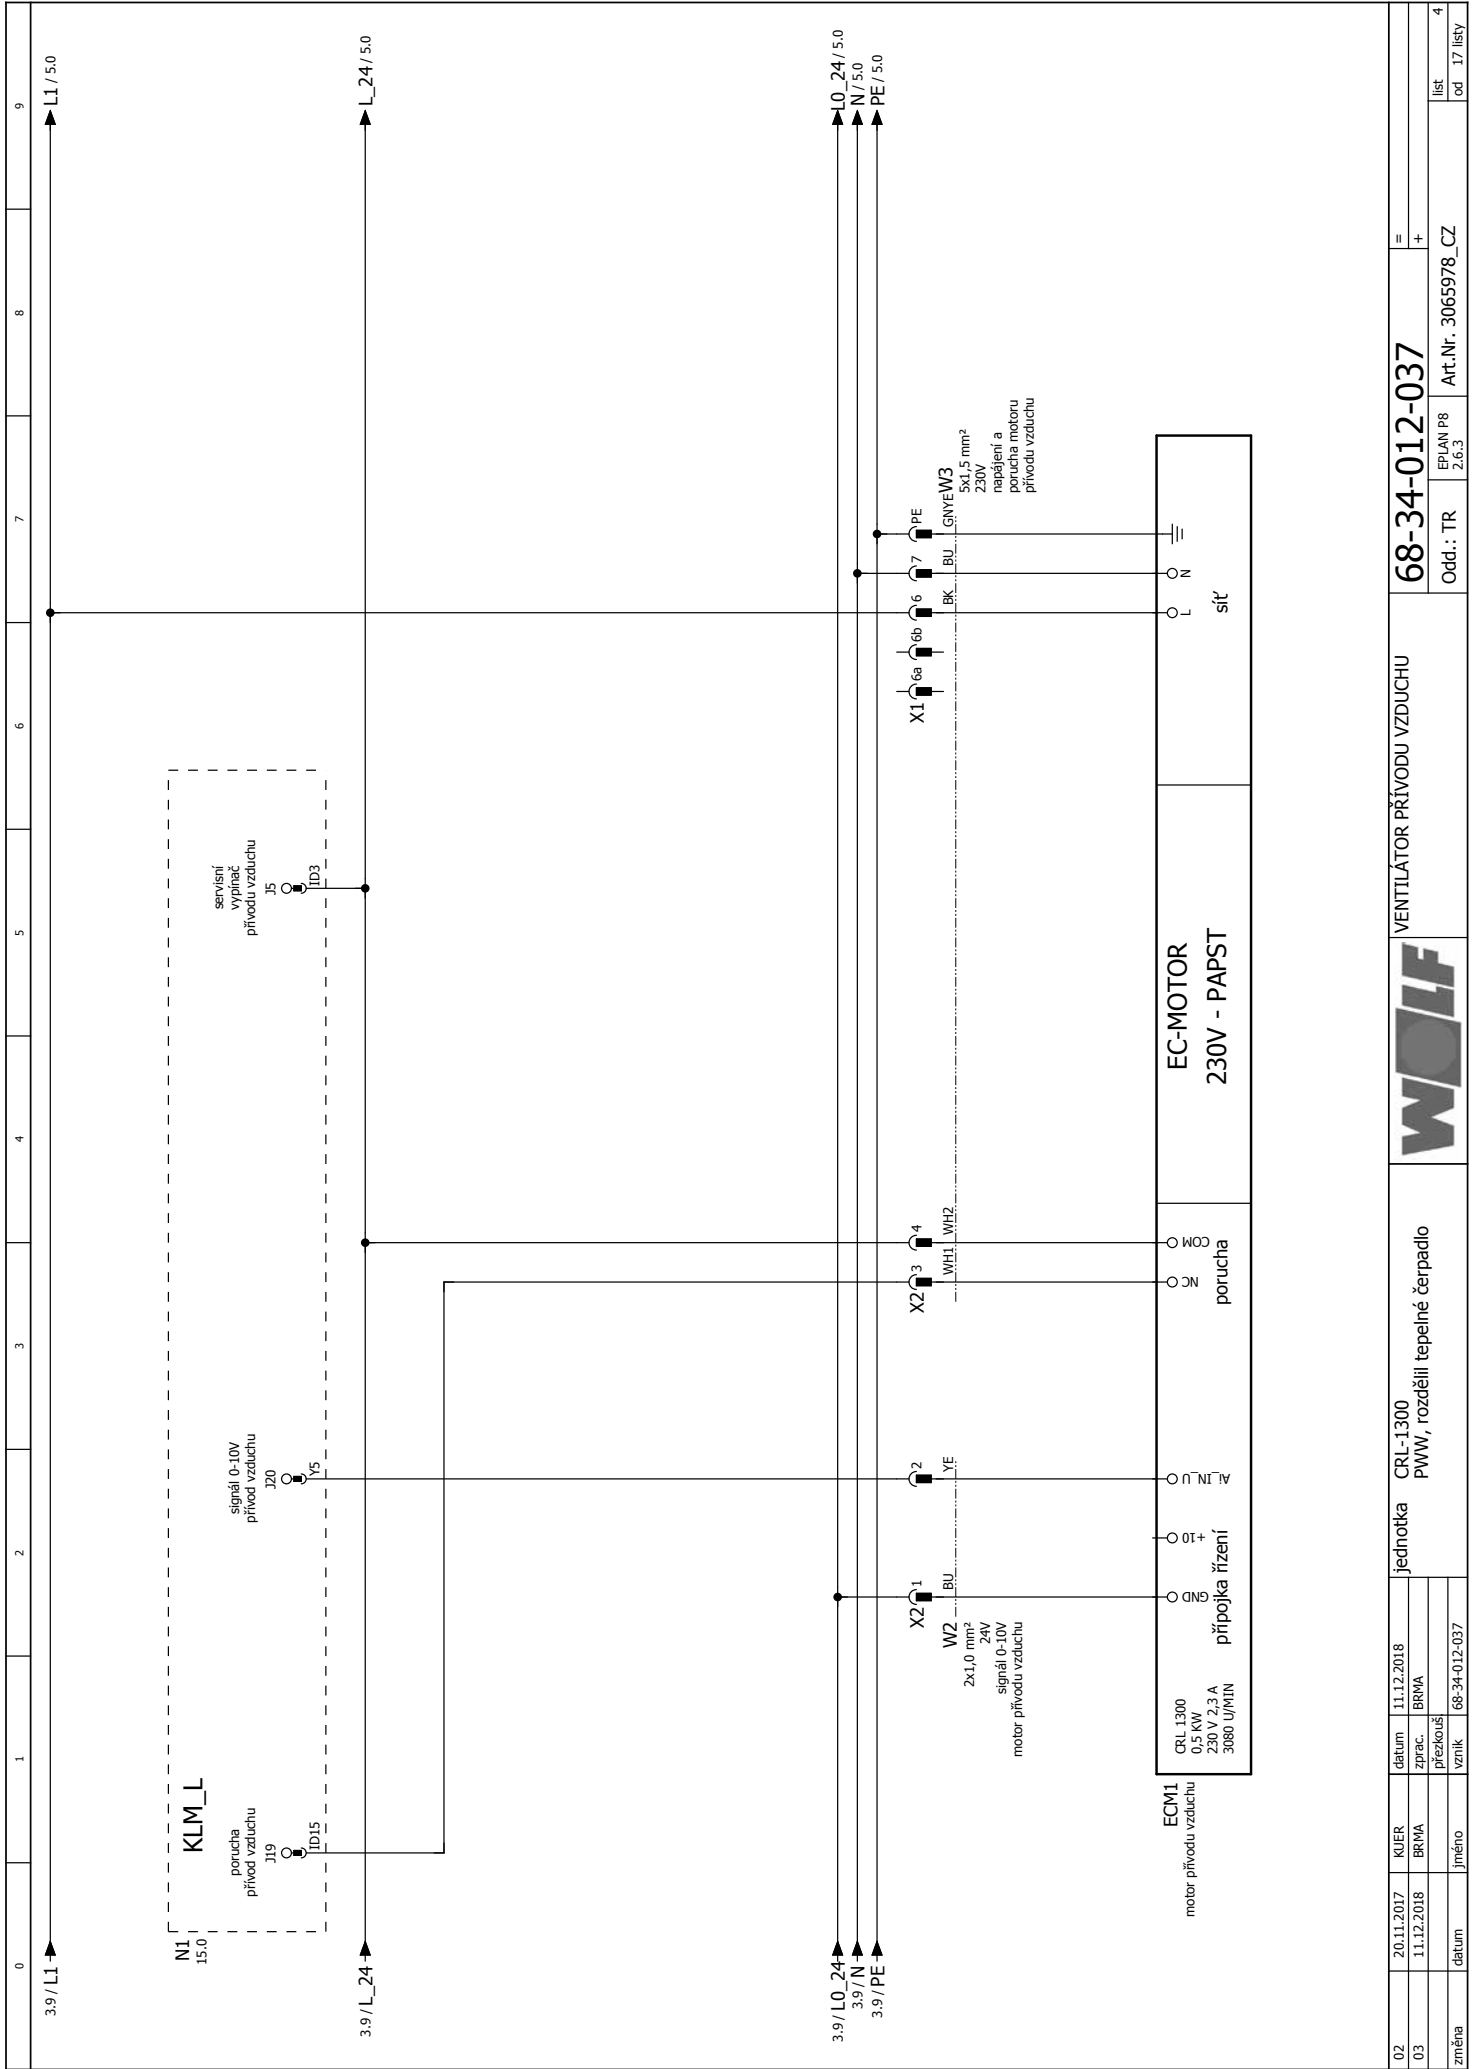 0 1 2 3 4 5 6 7 8 9
3.9 / L1
L1 / 5.0
N1
15.0
KLM_L
porucha
přívod vzduchu
J19
ID15
signál 0-10V
přívod vzduchu
J20
Y5
servisní
vypínač
přívodu vzduchu
J5
ID3
3.9 / L_24
L_24 / 5.0
3.9 / L0_24
L0_24 / 5.0
3.9 / N
N / 5.0
3.9 / PE
PE / 5.0
X2 1
2
X2 3
4
X1 6a
6b
6
7
PE
BU
YE
WH1
WH2
BK
BU
GNYE
W2
2x1,0 mm²
24V
signál 0-10V
motor přívodu vzduchu
W3
5x1,5 mm²
230V
napájení a
porucha motoru
přívodu vzduchu
ECM1
motor přívodu vzduchu
CRL 1300
0,5 KW
230 V 2,3 A
3080 U/MIN
GND
+10
Ai_IN_U
přípojka řízení
NC
COM
porucha
EC-MOTOR
230V - PAPST
L
N
síť
02 20.11.2017 KUER datum 11.12.2018
03 11.12.2018 BRMA zprac. BRMA
přezkouš.
změna datum jméno vznik 68-34-012-037
jednotka CRL-1300
PWW, rozdělil tepelné čerpadlo
WOLF
VENTILÁTOR PŘÍVODU VZDUCHU
68-34-012-037
=
+
Odd.: TR
EPLAN P8
2.6.3
Art.Nr. 3065978_CZ
list 4
od 17 listy